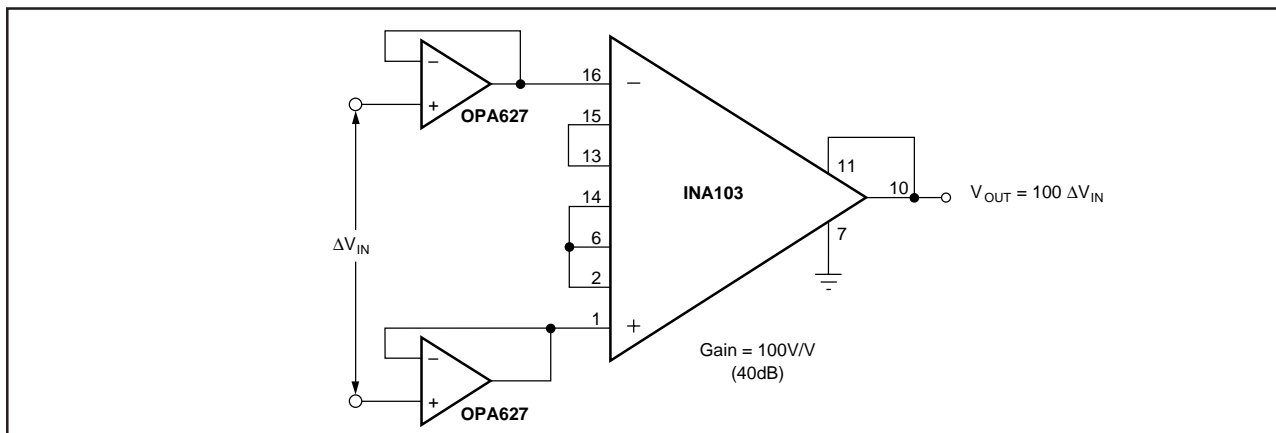 −
+
OPA627
16
−
15
13
14
6
2
1
+
INA103
11
10
7
V_OUT = 100 ΔV_IN
ΔV_IN
Gain = 100V/V
(40dB)
−
+
OPA627